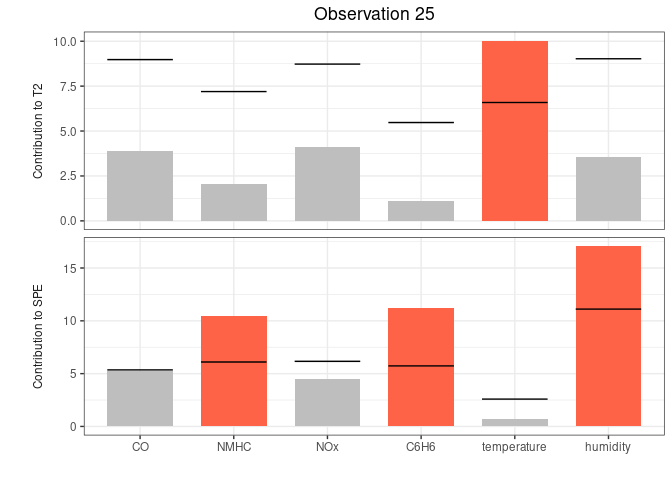 Observation 25
Contribution to T2
10.0
7.5
5.0
2.5
0.0
Contribution to SPE
15
10
5
0
CO NMHC NOx C6H6 temperature humidity